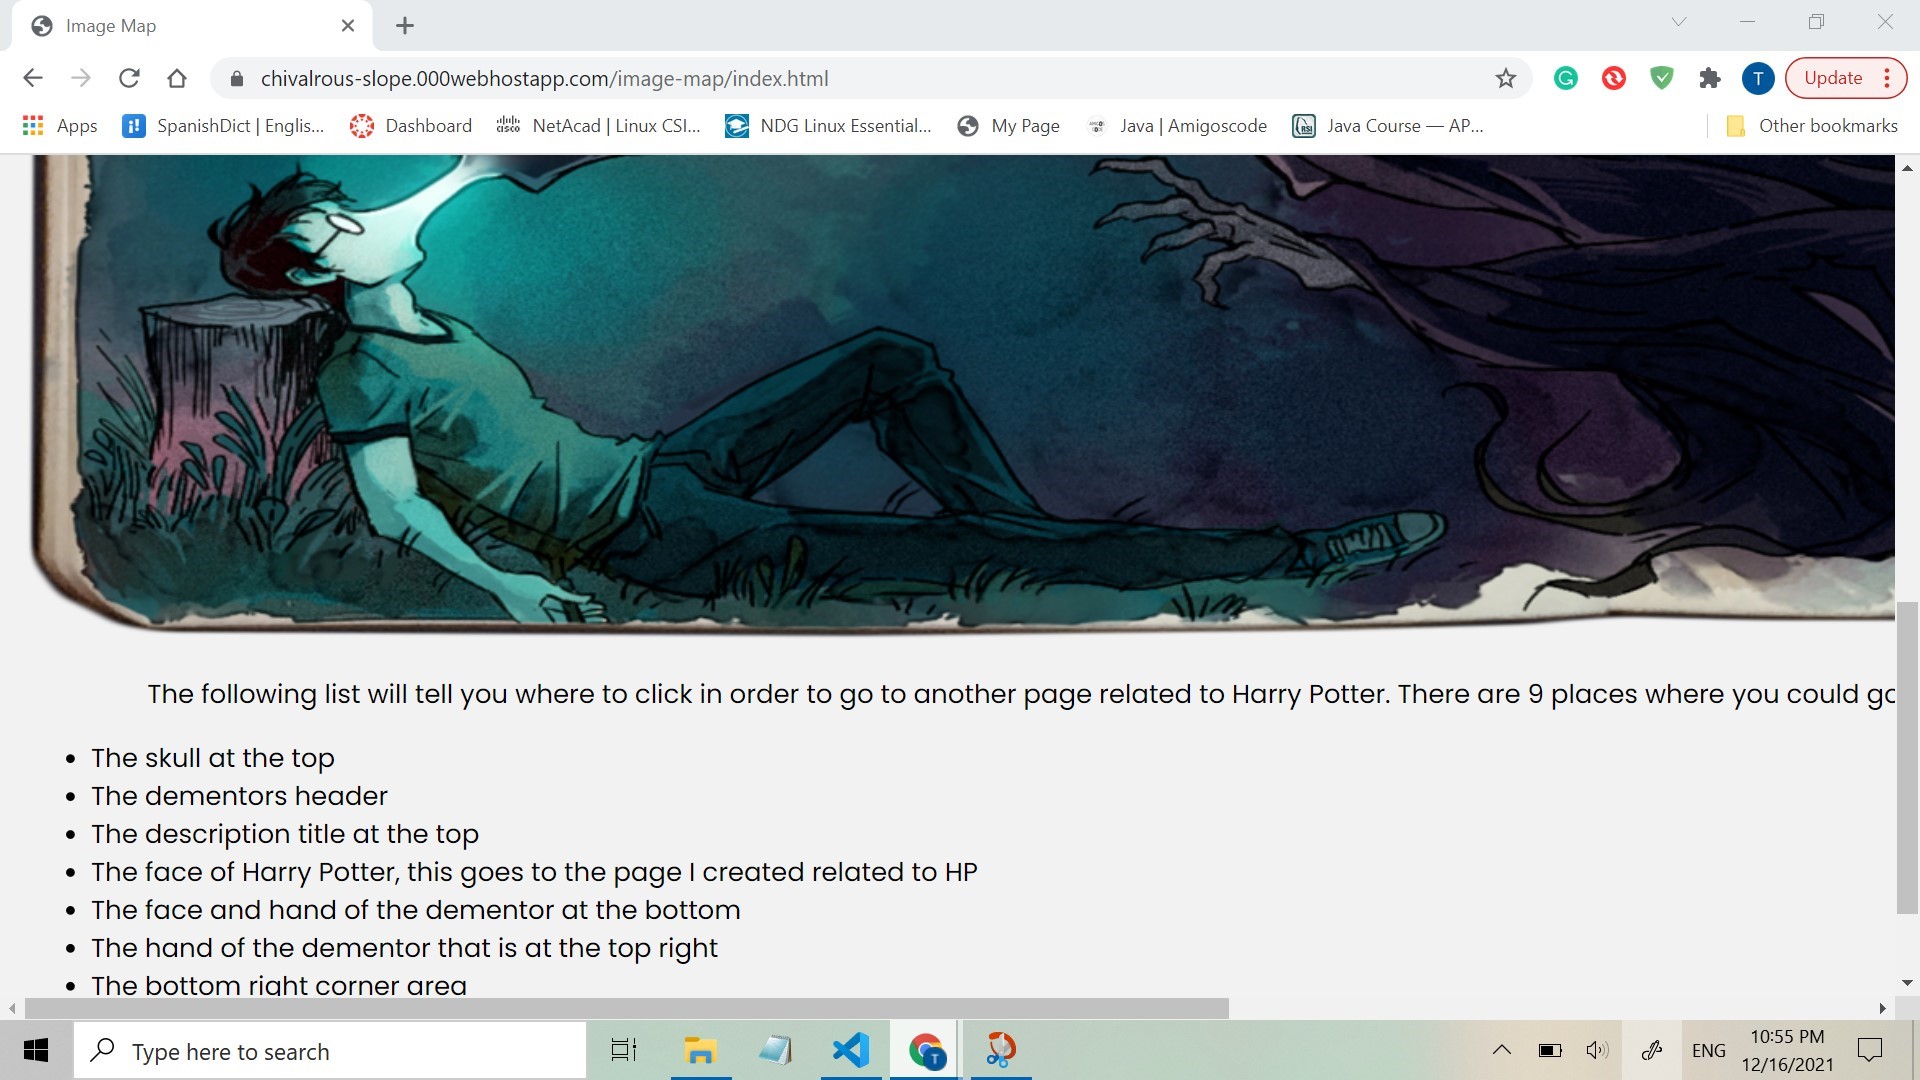 Image Map
chivalrous-slope.000webhostapp.com/image-map/index.html
T
Update
Apps
SpanishDict | Englis...
Dashboard
NetAcad | Linux CSI...
NDG Linux Essential...
My Page
Java | Amigoscode
Java Course — AP...
Other bookmarks
The following list will tell you where to click in order to go to another page related to Harry Potter. There are 9 places where you could go
• The skull at the top
• The dementors header
• The description title at the top
• The face of Harry Potter, this goes to the page I created related to HP
• The face and hand of the dementor at the bottom
• The hand of the dementor that is at the top right
• The bottom right corner area
Type here to search
T
ENG
10:55 PM
12/16/2021